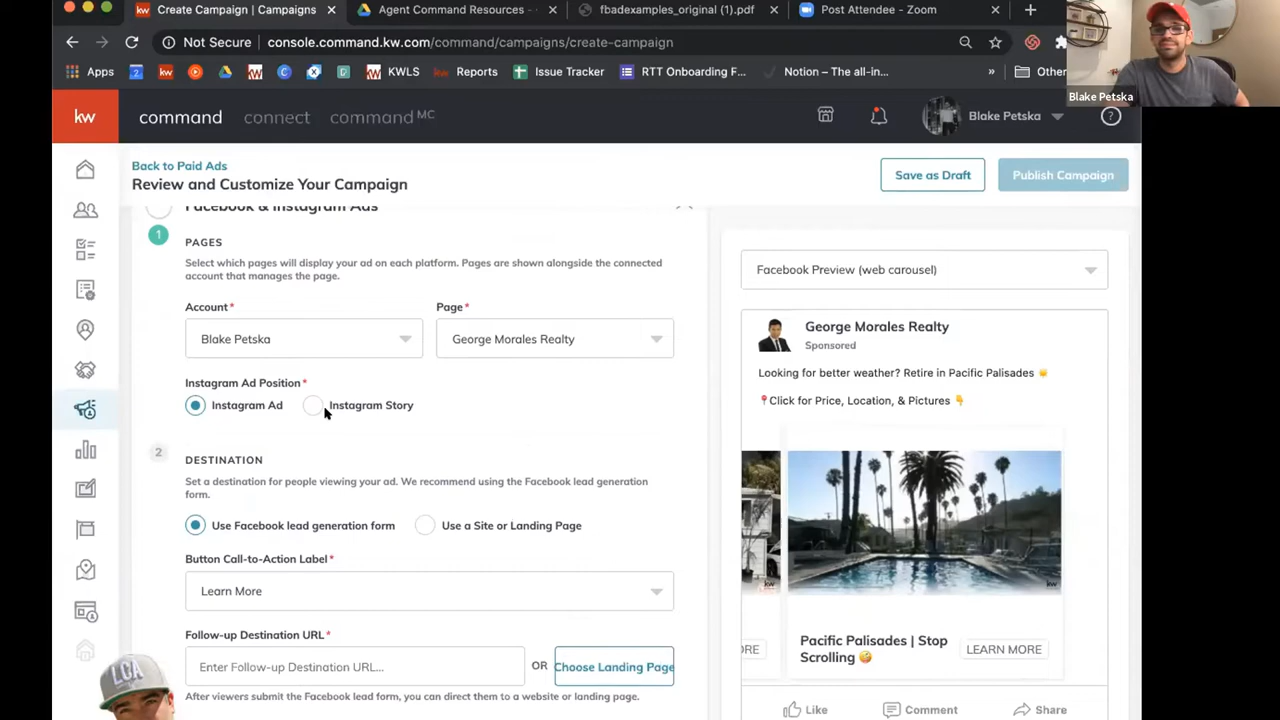 Create Campaign | Campaigns
Agent Command Resources -
fbadexamples_original (1).pdf
Post Attendee - Zoom
Not Secure | console.command.kw.com/command/campaigns/create-campaign
Apps
2
kw
kw
C
X
D
KWLS
kw
Reports
Issue Tracker
RTT Onboarding F...
Notion – The all-in...
»
Other
Blake Petska
kw
command
connect
command MC
Blake Petska
?
Back to Paid Ads
Review and Customize Your Campaign
Save as Draft
Publish Campaign
Facebook & Instagram Ads
1
PAGES
Select which pages will display your ad on each platform. Pages are shown alongside the connected
account that manages the page.
Account*
Page*
Blake Petska
George Morales Realty
Instagram Ad Position*
Instagram Ad
Instagram Story
2
DESTINATION
Set a destination for people viewing your ad. We recommend using the Facebook lead generation
form.
Use Facebook lead generation form
Use a Site or Landing Page
Button Call-to-Action Label*
Learn More
Follow-up Destination URL*
Enter Follow-up Destination URL...
OR
Choose Landing Page
After viewers submit the Facebook lead form, you can direct them to a website or landing page.
Facebook Preview (web carousel)
George Morales Realty
Sponsored
Looking for better weather? Retire in Pacific Palisades ☀️
📍Click for Price, Location, & Pictures 👇
kw
kw
ORE
Pacific Palisades | Stop
Scrolling 🤪
LEARN MORE
Like
Comment
Share
LCA